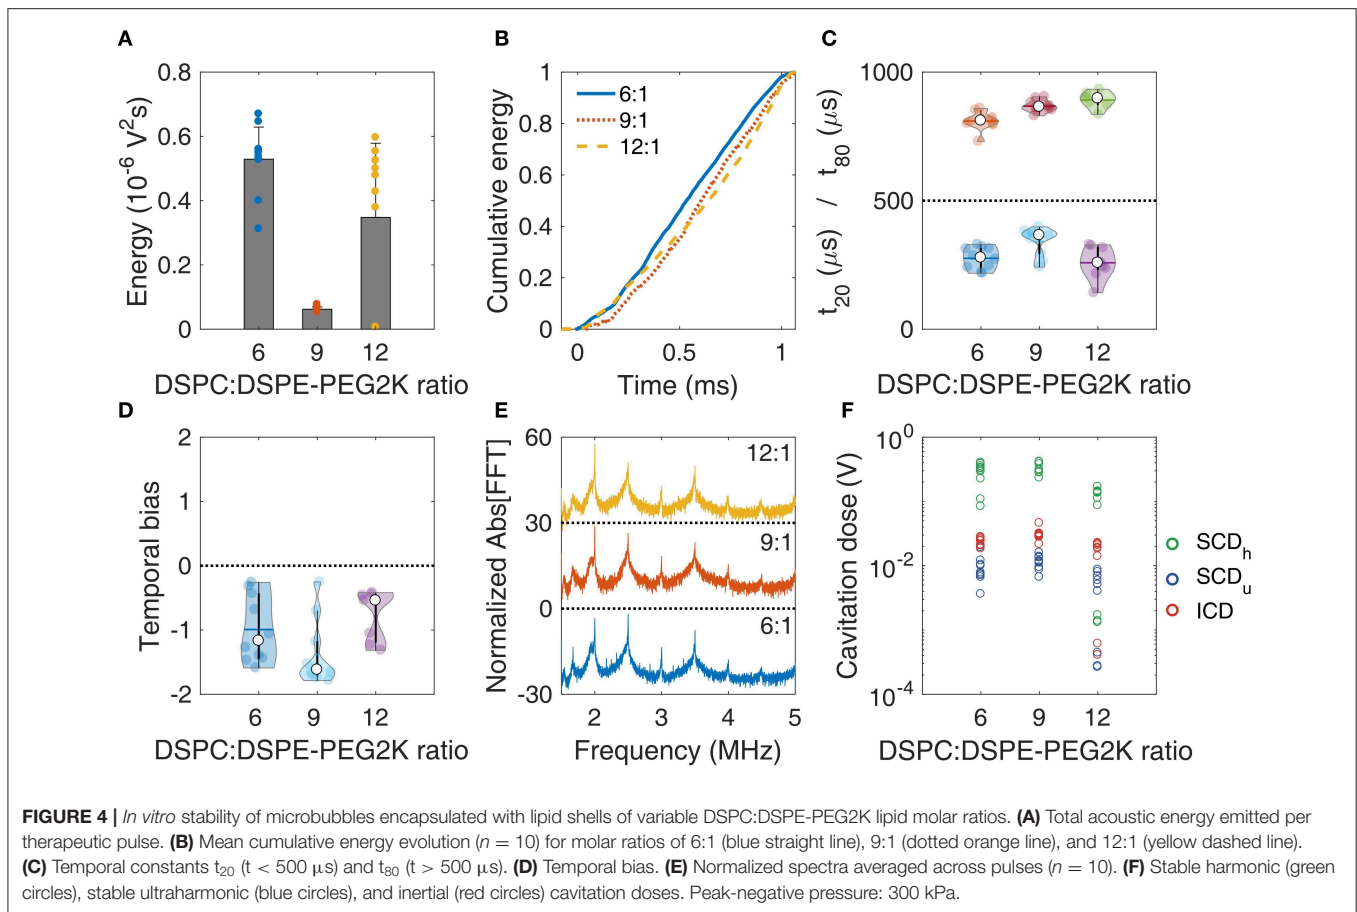 A
Energy (10-6 V2s)
0.8
0.6
0.4
0.2
0
6 9 12
DSPC:DSPE-PEG2K ratio
B
Cumulative energy
1
0.8
0.6
0.4
0.2
0
6:1
9:1
12:1
0 0.5 1
Time (ms)
C
t20 (μs) / t80 (μs)
1000
500
0
6 9 12
DSPC:DSPE-PEG2K ratio
D
Temporal bias
2
1
0
-1
-2
6 9 12
DSPC:DSPE-PEG2K ratio
E
Normalized Abs[FFT]
60
30
0
-30
12:1
9:1
6:1
2 3 4 5
Frequency (MHz)
F
Cavitation dose (V)
100
10-2
10-4
6 9 12
DSPC:DSPE-PEG2K ratio
SCDh
SCDu
ICD
FIGURE 4 | In vitro stability of microbubbles encapsulated with lipid shells of variable DSPC:DSPE-PEG2K lipid molar ratios. (A) Total acoustic energy emitted per
therapeutic pulse. (B) Mean cumulative energy evolution (n = 10) for molar ratios of 6:1 (blue straight line), 9:1 (dotted orange line), and 12:1 (yellow dashed line).
(C) Temporal constants t20 (t < 500 μs) and t80 (t > 500 μs). (D) Temporal bias. (E) Normalized spectra averaged across pulses (n = 10). (F) Stable harmonic (green
circles), stable ultraharmonic (blue circles), and inertial (red circles) cavitation doses. Peak-negative pressure: 300 kPa.